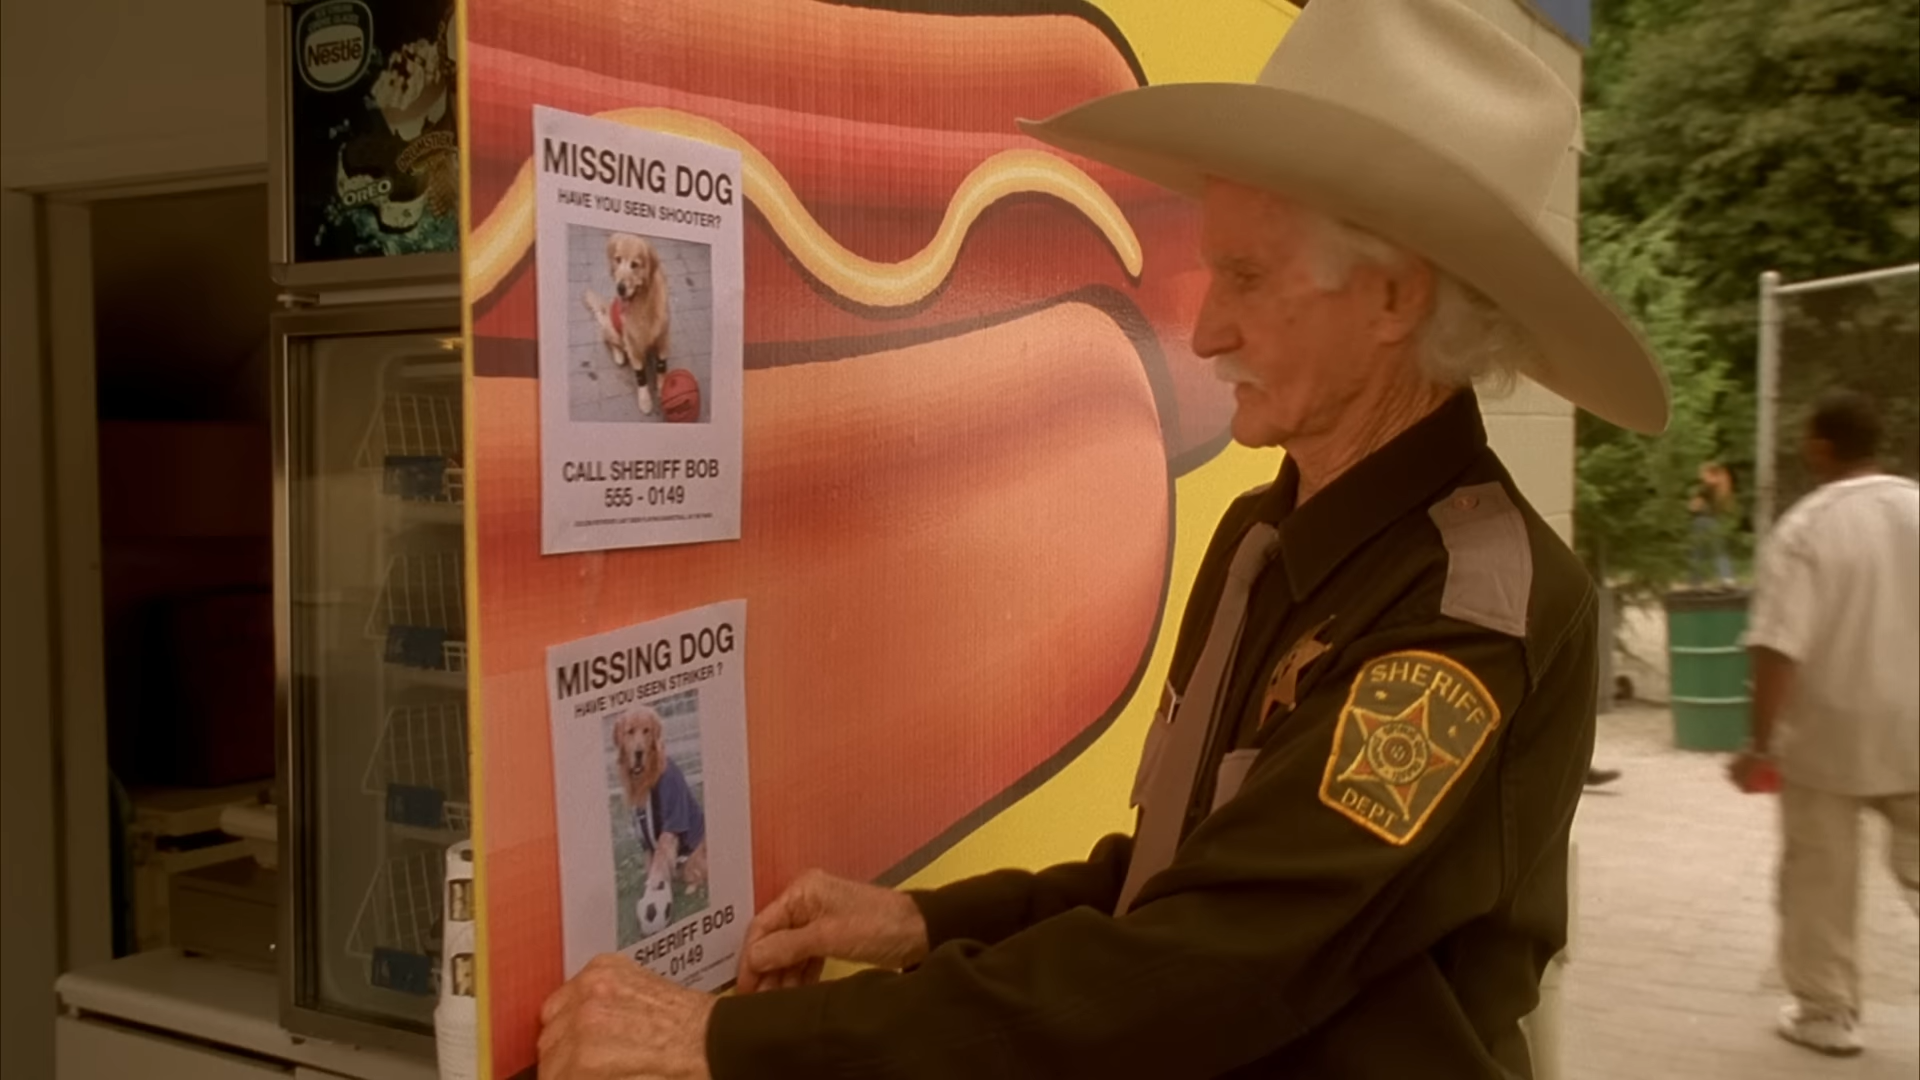 Nestlé
DRUMSTICK
OREO
MISSING DOG
HAVE YOU SEEN SHOOTER?
CALL SHERIFF BOB
555 - 0149
MISSING DOG
HAVE YOU SEEN STRIKER ?
SHERIFF BOB
- 0149
SHERIFF
DEPT